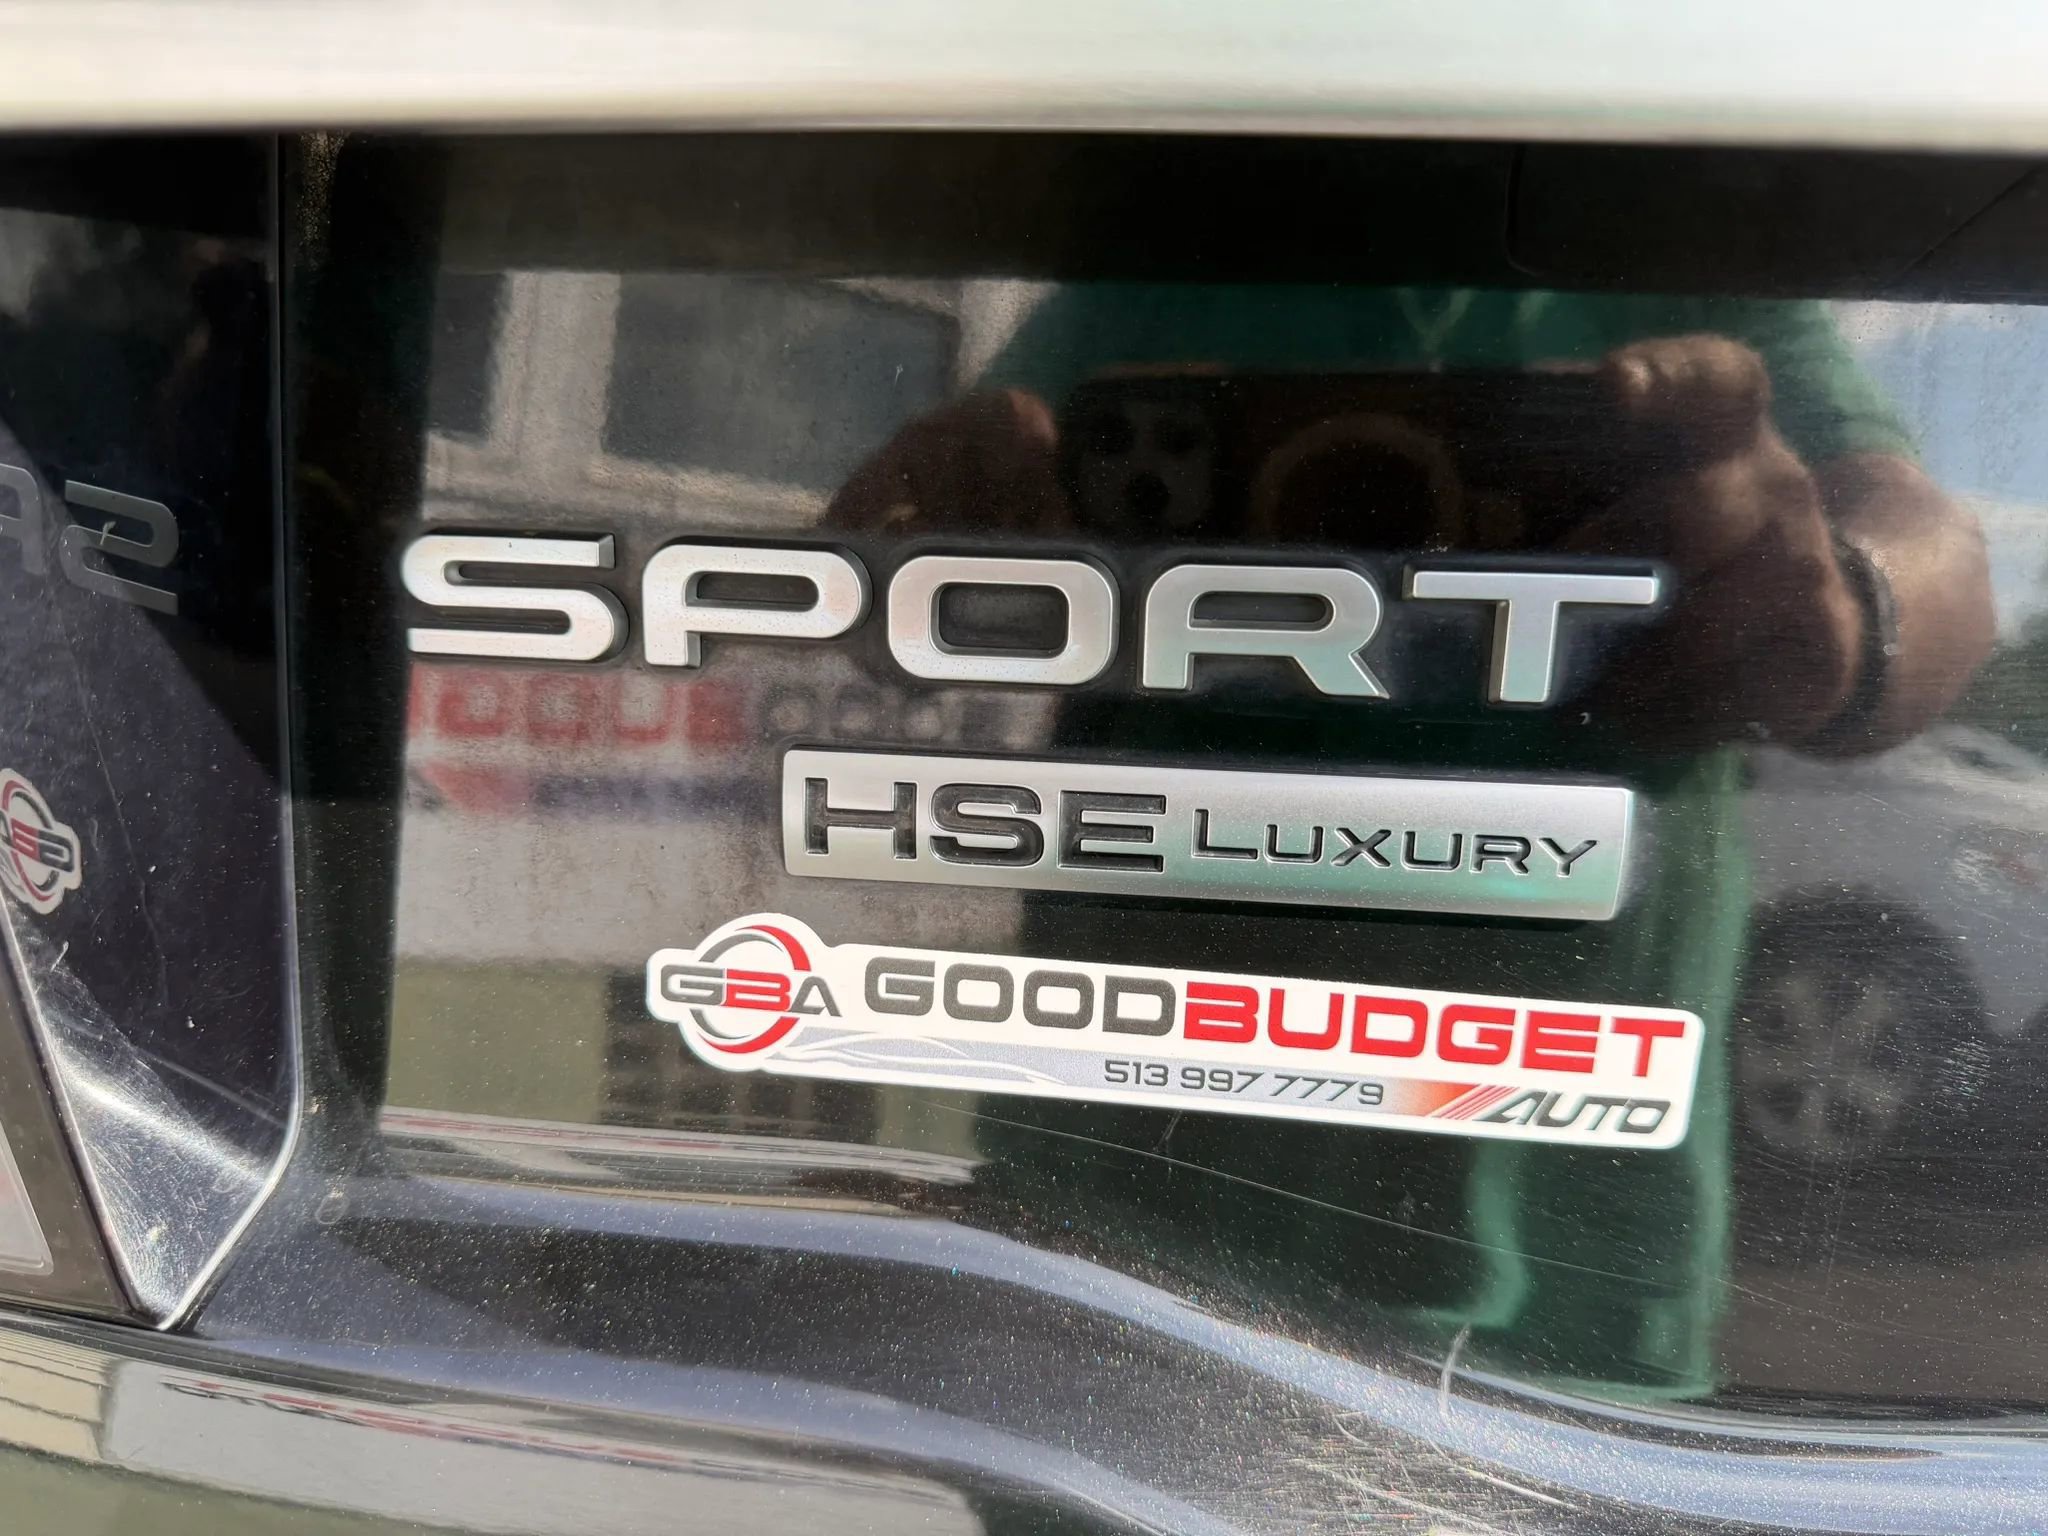 SPORT
HSE LUXURY
GBA GOODBUDGET
513 997 7779 AUTO